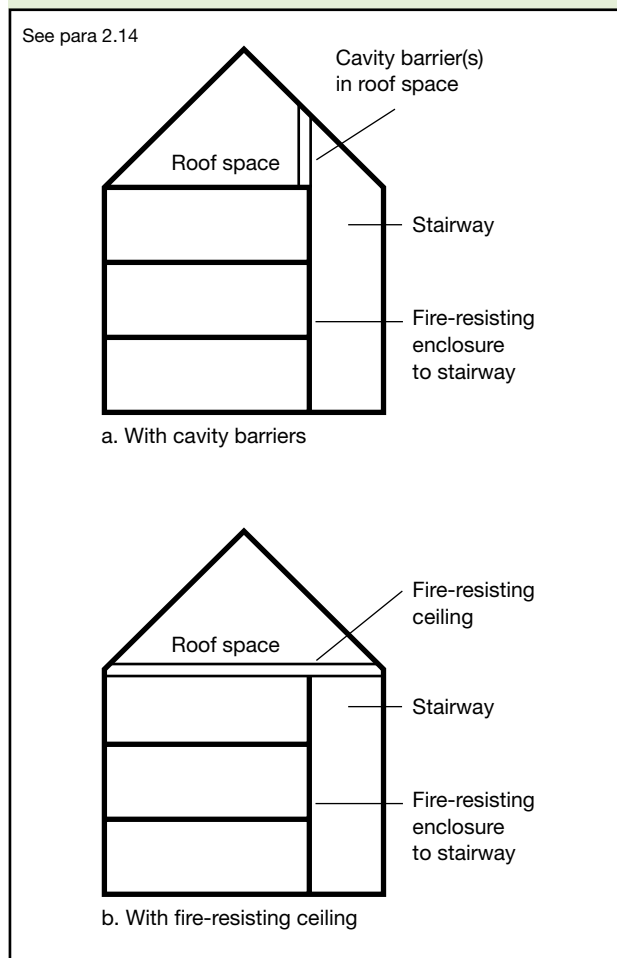 See para 2.14
Cavity barrier(s)
in roof space
Roof space
Stairway
Fire-resisting
enclosure
to stairway
a. With cavity barriers
Fire-resisting
ceiling
Roof space
Stairway
Fire-resisting
enclosure
to stairway
b. With fire-resisting ceiling